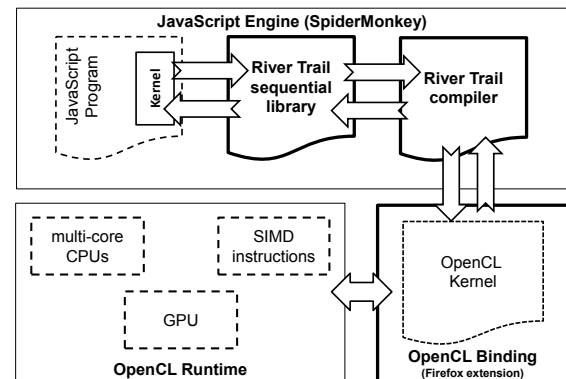 JavaScript Engine (SpiderMonkey)
JavaScript
Program
Kernel
River Trail
sequential
library
River Trail
compiler
multi-core
CPUs
SIMD
instructions
GPU
OpenCL Runtime
OpenCL
Kernel
OpenCL Binding
(Firefox extension)